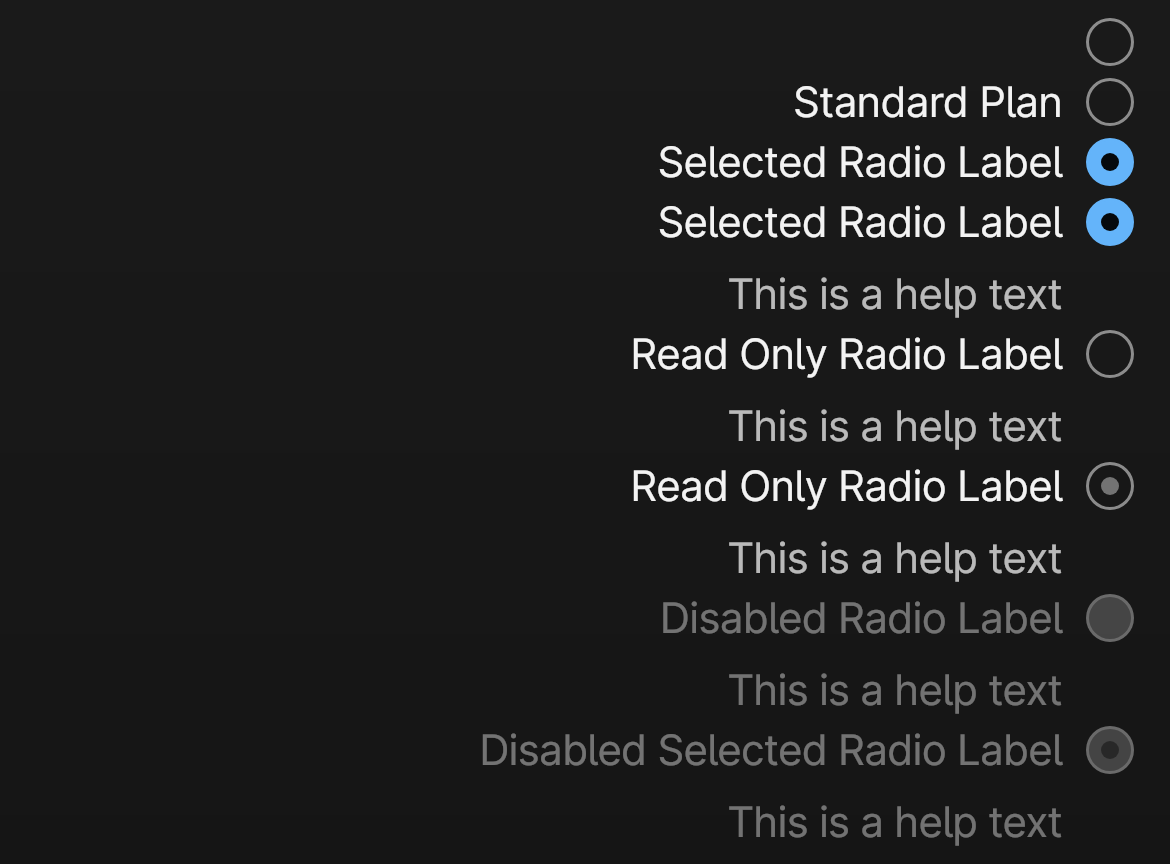 Standard Plan
Selected Radio Label
Selected Radio Label
This is a help text
Read Only Radio Label
This is a help text
Read Only Radio Label
This is a help text
Disabled Radio Label
This is a help text
Disabled Selected Radio Label
This is a help text